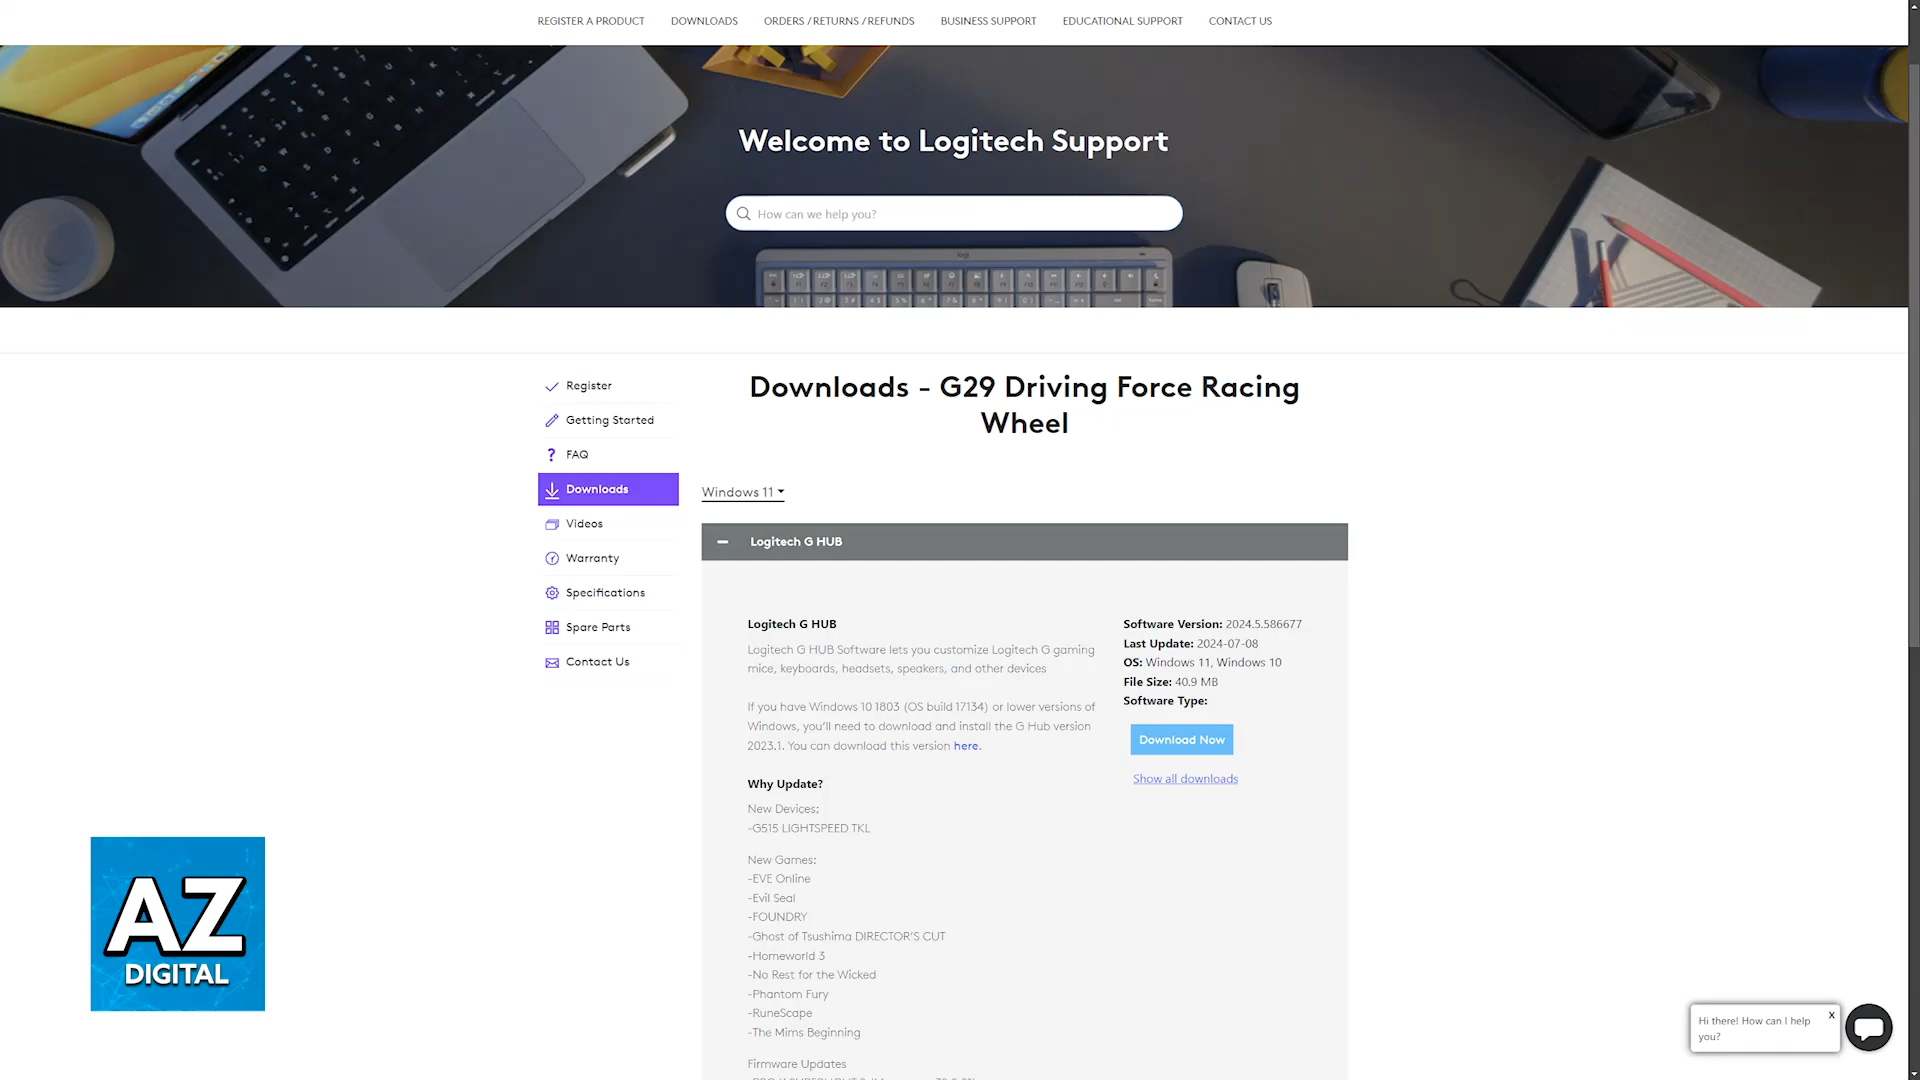 REGISTER A PRODUCT DOWNLOADS ORDERS / RETURNS / REFUNDS BUSINESS SUPPORT EDUCATIONAL SUPPORT CONTACT US
Welcome to Logitech Support
How can we help you?
logi
Register
Getting Started
FAQ
Downloads
Videos
Warranty
Specifications
Spare Parts
Contact Us
Downloads - G29 Driving Force Racing
Wheel
Windows 11
Logitech G HUB
Logitech G HUB
Logitech G HUB Software lets you customize Logitech G gaming
mice, keyboards, headsets, speakers, and other devices
If you have Windows 10 1803 (OS build 17134) or lower versions of
Windows, you'll need to download and install the G Hub version
2023.1. You can download this version here.
Why Update?
New Devices:
-G515 LIGHTSPEED TKL
New Games:
-EVE Online
-Evil Seal
-FOUNDRY
-Ghost of Tsushima DIRECTOR'S CUT
-Homeworld 3
-No Rest for the Wicked
-Phantom Fury
-RuneScape
-The Mims Beginning
Firmware Updates
Software Version: 2024.5.586677
Last Update: 2024-07-08
OS: Windows 11, Windows 10
File Size: 40.9 MB
Software Type:
Download Now
Show all downloads
AZ
DIGITAL
Hi there! How can I help
you?
x